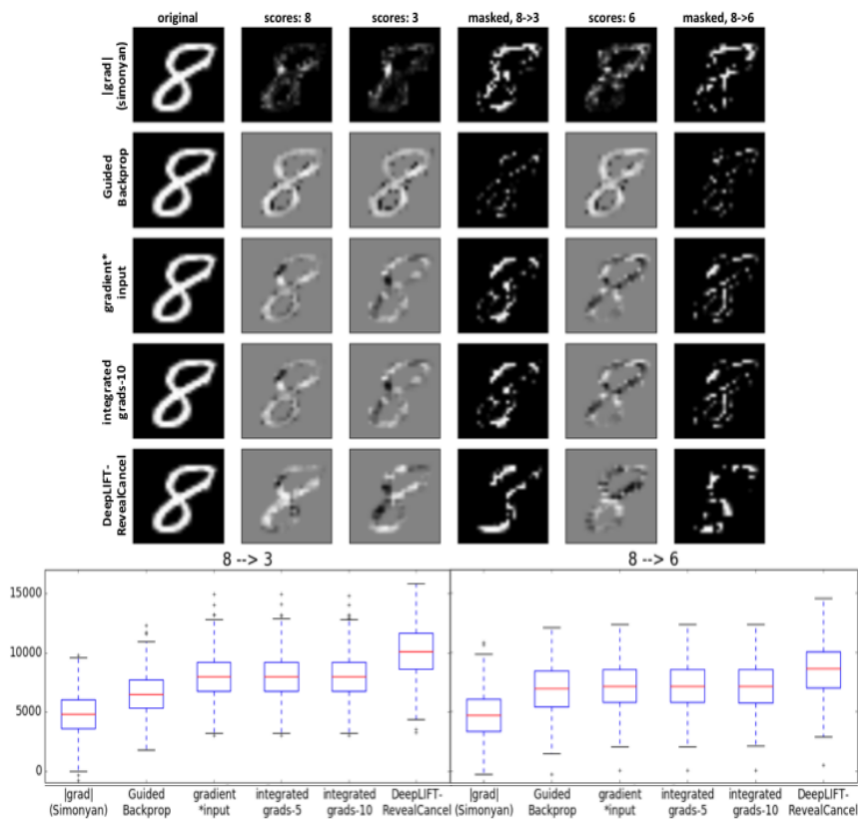 original scores: 8 scores: 3 masked, 8->3 scores: 6 masked, 8->6
|grad|
(simonyan)
Guided
Backprop
gradient*
input
integrated
grads-10
DeepLIFT-
RevealCancel
8 --> 3 8 --> 6
15000
10000
5000
0
|grad| Guided gradient integrated integrated DeepLIFT- |grad| Guided gradient integrated integrated DeepLIFT-
(Simonyan) Backprop *input grads-5 grads-10 RevealCancel (Simonyan) Backprop *input grads-5 grads-10 RevealCancel